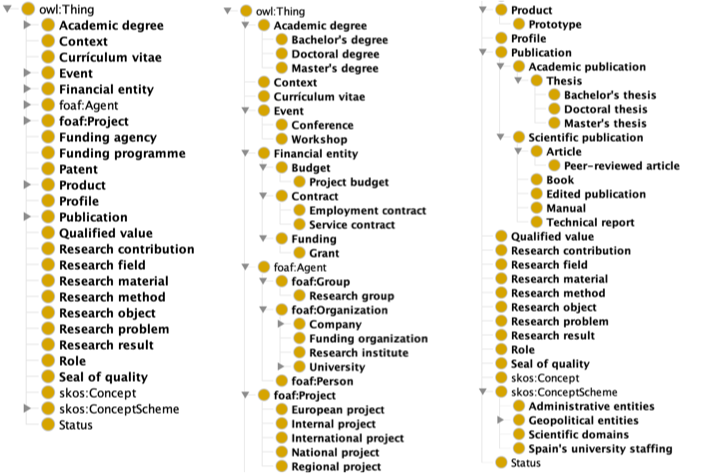 owl:Thing
Academic degree
Context
Currículum vitae
Event
Financial entity
foaf:Agent
foaf:Project
Funding agency
Funding programme
Patent
Product
Profile
Publication
Qualified value
Research contribution
Research field
Research material
Research method
Research object
Research problem
Research result
Role
Seal of quality
skos:Concept
skos:ConceptScheme
Status
owl:Thing
Academic degree
Bachelor's degree
Doctoral degree
Master's degree
Context
Currículum vitae
Event
Conference
Workshop
Financial entity
Budget
Project budget
Contract
Employment contract
Service contract
Funding
Grant
foaf:Agent
foaf:Group
Research group
foaf:Organization
Company
Funding organization
Research institute
University
foaf:Person
foaf:Project
European project
Internal project
International project
National project
Regional project
Product
Prototype
Profile
Publication
Academic publication
Thesis
Bachelor's thesis
Doctoral thesis
Master's thesis
Scientific publication
Article
Peer-reviewed article
Book
Edited publication
Manual
Technical report
Qualified value
Research contribution
Research field
Research material
Research method
Research object
Research problem
Research result
Role
Seal of quality
skos:Concept
skos:ConceptScheme
Administrative entities
Geopolitical entities
Scientific domains
Spain's university staffing
Status